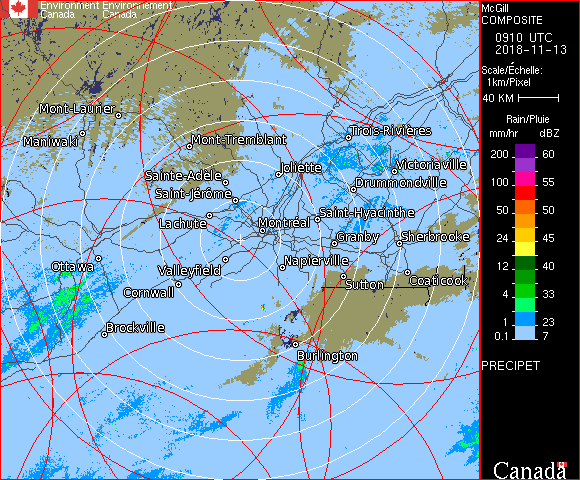 Environment Environnement
Canada Canada
McGill
COMPOSITE
0910 UTC
2018-11-13
Scale/Échelle:
1km/Pixel
40 KM
Rain/Pluie
mm/hr dBZ
200 60
150 55
100 50
50 50
24 45
12 40
4 33
1 23
0.1 7
PRECIPET
Canada
Mont-Laurier
Maniwaki
Mont-Tremblant
Trois-Rivières
Joliette
Victoriaville
Sainte-Adèle
Drummondville
Saint-Jérôme
Saint-Hyacinthe
Lachute
Montréal
Granby
Sherbrooke
Ottawa
Valleyfield
Napierville
Cornwall
Sutton
Coaticook
Brockville
Burlington